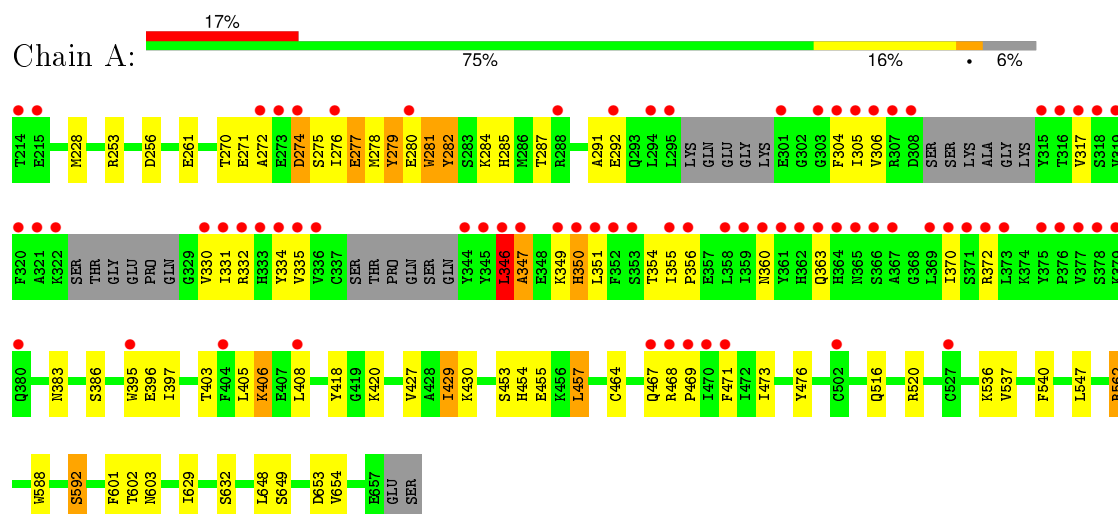 17%
Chain A:
75% 16% • 6%
T214 E215 M228 R253 D256 E261 T270 E271 A272 E273 D274 S275 I276 E277 M278 Y279 E280 W281 Y282 S283 K284 H285 M286 T287 R288 A291 E292 Q293 L294 L295 LYS GLN GLU GLY LYS E301 G302 G303 F304 I305 V306 R307 D308 SER SER LYS ALA GLY LYS Y315 T316 V317 S318 V319
F320 A321 K322 SER THR GLY GLU PRO GLN G329 V330 I331 R332 H333 Y334 V335 V336 C337 SER THR PRO GLN SER GLN Y344 Y345 L346 A347 E348 K349 H350 L351 F352 S353 T354 I355 P356 E357 L358 I359 N360 Y361 H362 Q363 H364 N365 S366 A367 G368 L369 I370 S371 R372 L373 K374 Y375 P376 V377 S378 K379
Q380 N383 S386 W395 E396 I397 T403 F404 L405 K406 E407 L408 Y418 G419 K420 V427 A428 I429 K430 S453 H454 E455 K456 L457 C464 Q467 R468 P469 I470 F471 I472 I473 Y476 C502 Q516 R520 C527 K536 V537 F540 L547 R562
W588 S592 F601 T602 N603 I629 S632 L648 S649 D653 V654 E657 GLU SER